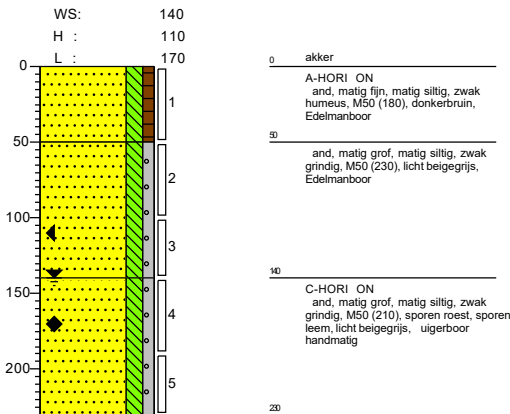 WS: 140
H : 110
L : 170
0
50
100
150
200
1
2
3
4
5
0 akker
A-HORI ON
and, matig fijn, matig siltig, zwak
humeus, M50 (180), donkerbruin,
Edelmanboor
50
and, matig grof, matig siltig, zwak
grindig, M50 (230), licht beigegrijs,
Edelmanboor
140
C-HORI ON
and, matig grof, matig siltig, zwak
grindig, M50 (210), sporen roest, sporen
leem, licht beigegrijs, uigerboor
handmatig
230